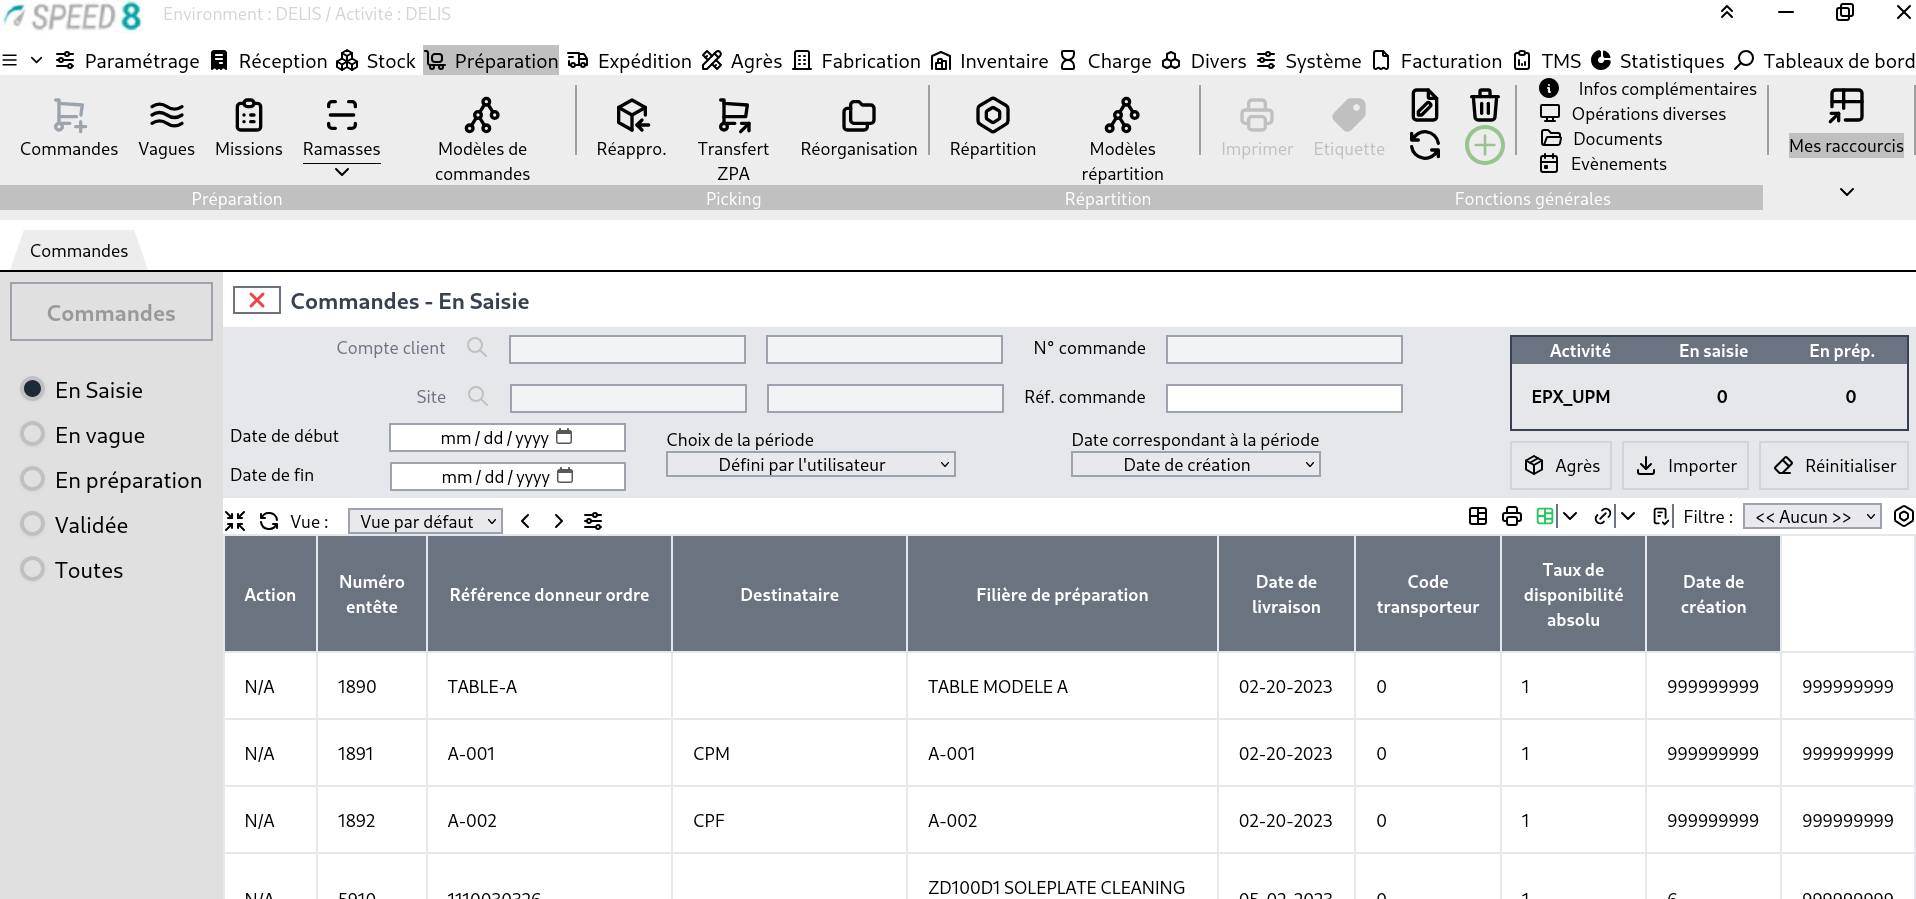 SPEED 8 Environment : DELIS / Activité : DELIS
Paramétrage Réception Stock Préparation Expédition Agrès Fabrication Inventaire Charge Divers Système Facturation TMS Statistiques Tableaux de bord
Commandes Vagues Missions Ramasses Modèles de commandes Réappro. Transfert ZPA Réorganisation Répartition Modèles répartition Imprimer Etiquette
Infos complémentaires
Opérations diverses
Documents
Evènements
Mes raccourcis
Préparation Picking Répartition Fonctions générales
Commandes
Commandes
En Saisie
En vague
En préparation
Validée
Toutes
Commandes - En Saisie
Compte client N° commande
Site Réf. commande
Date de début mm/dd/yyyy
Date de fin mm/dd/yyyy
Choix de la période
Défini par l'utilisateur
Date correspondant à la période
Date de création
Activité En saisie En prép.
EPX_UPM 0 0
Agrès Importer Réinitialiser
Vue : Vue par défaut Filtre : << Aucun >>
Action Numéro entête Référence donneur ordre Destinataire Filière de préparation Date de livraison Code transporteur Taux de disponibilité absolu Date de création
N/A 1890 TABLE-A TABLE MODELE A 02-20-2023 0 1 999999999 999999999
N/A 1891 A-001 CPM A-001 02-20-2023 0 1 999999999 999999999
N/A 1892 A-002 CPF A-002 02-20-2023 0 1 999999999 999999999
ZD100D1 SOLEPLATE CLEANING
N/A 5910 1110030326 05-02-2023 0 1 6 999999999